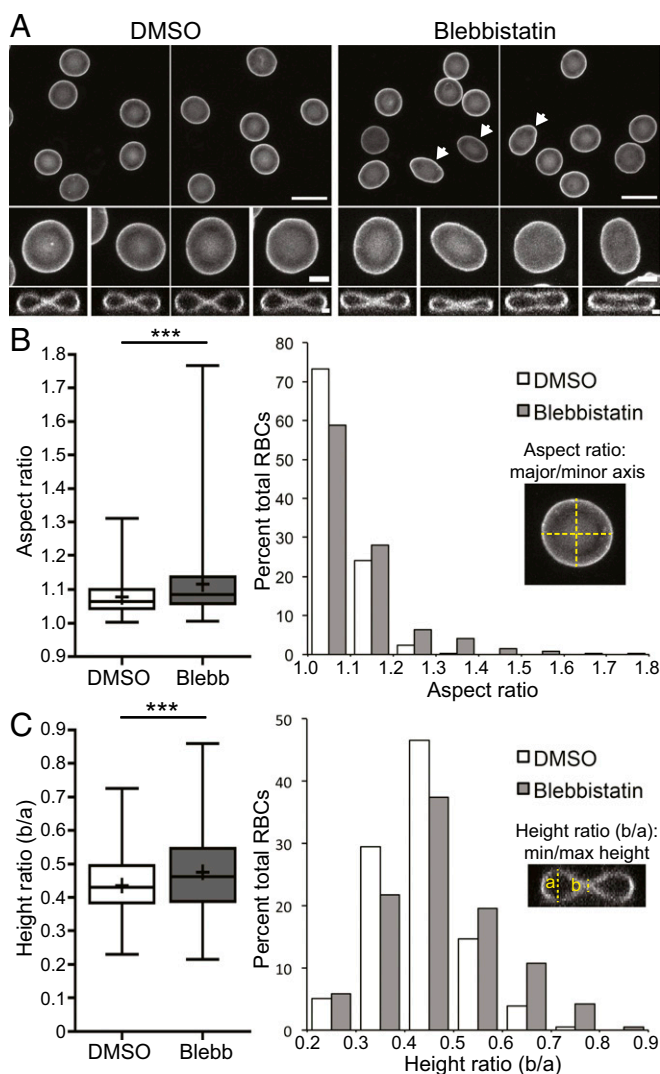 A
DMSO
Blebbistatin
B
***
Aspect ratio
1.8
1.7
1.6
1.5
1.4
1.3
1.2
1.1
1.0
0.9
DMSO
Blebb
Percent total RBCs
80
70
60
50
40
30
20
10
0
1.0 1.1 1.2 1.3 1.4 1.5 1.6 1.7 1.8
Aspect ratio
DMSO
Blebbistatin
Aspect ratio:
major/minor axis
C
***
Height ratio (b/a)
0.9
0.8
0.7
0.6
0.5
0.4
0.3
0.2
0.1
0
DMSO
Blebb
Percent total RBCs
50
40
30
20
10
0
0.2 0.3 0.4 0.5 0.6 0.7 0.8 0.9
Height ratio (b/a)
DMSO
Blebbistatin
Height ratio (b/a):
min/max height
a b